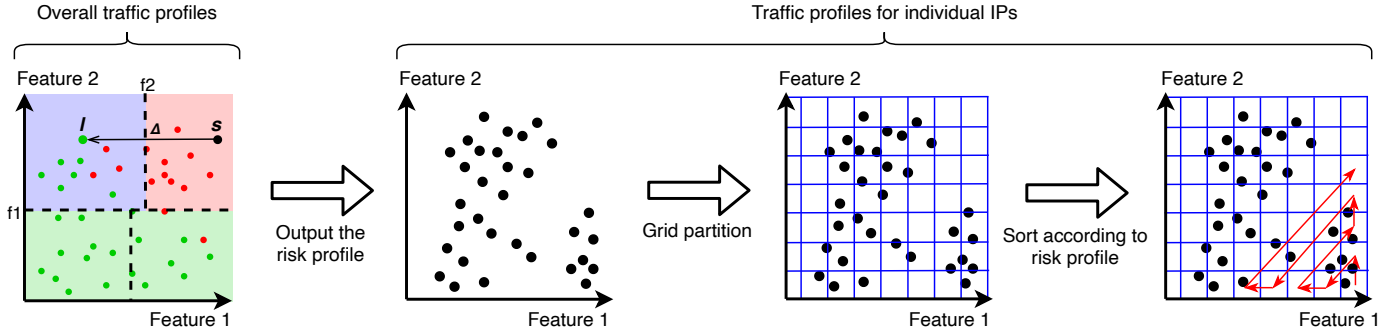 Overall traffic profiles
Traffic profiles for individual IPs
Feature 2
f2
l
Δ
s
f1
Feature 1
Output the
risk profile
Feature 2
Feature 1
Grid partition
Feature 2
Feature 1
Sort according to
risk profile
Feature 2
Feature 1